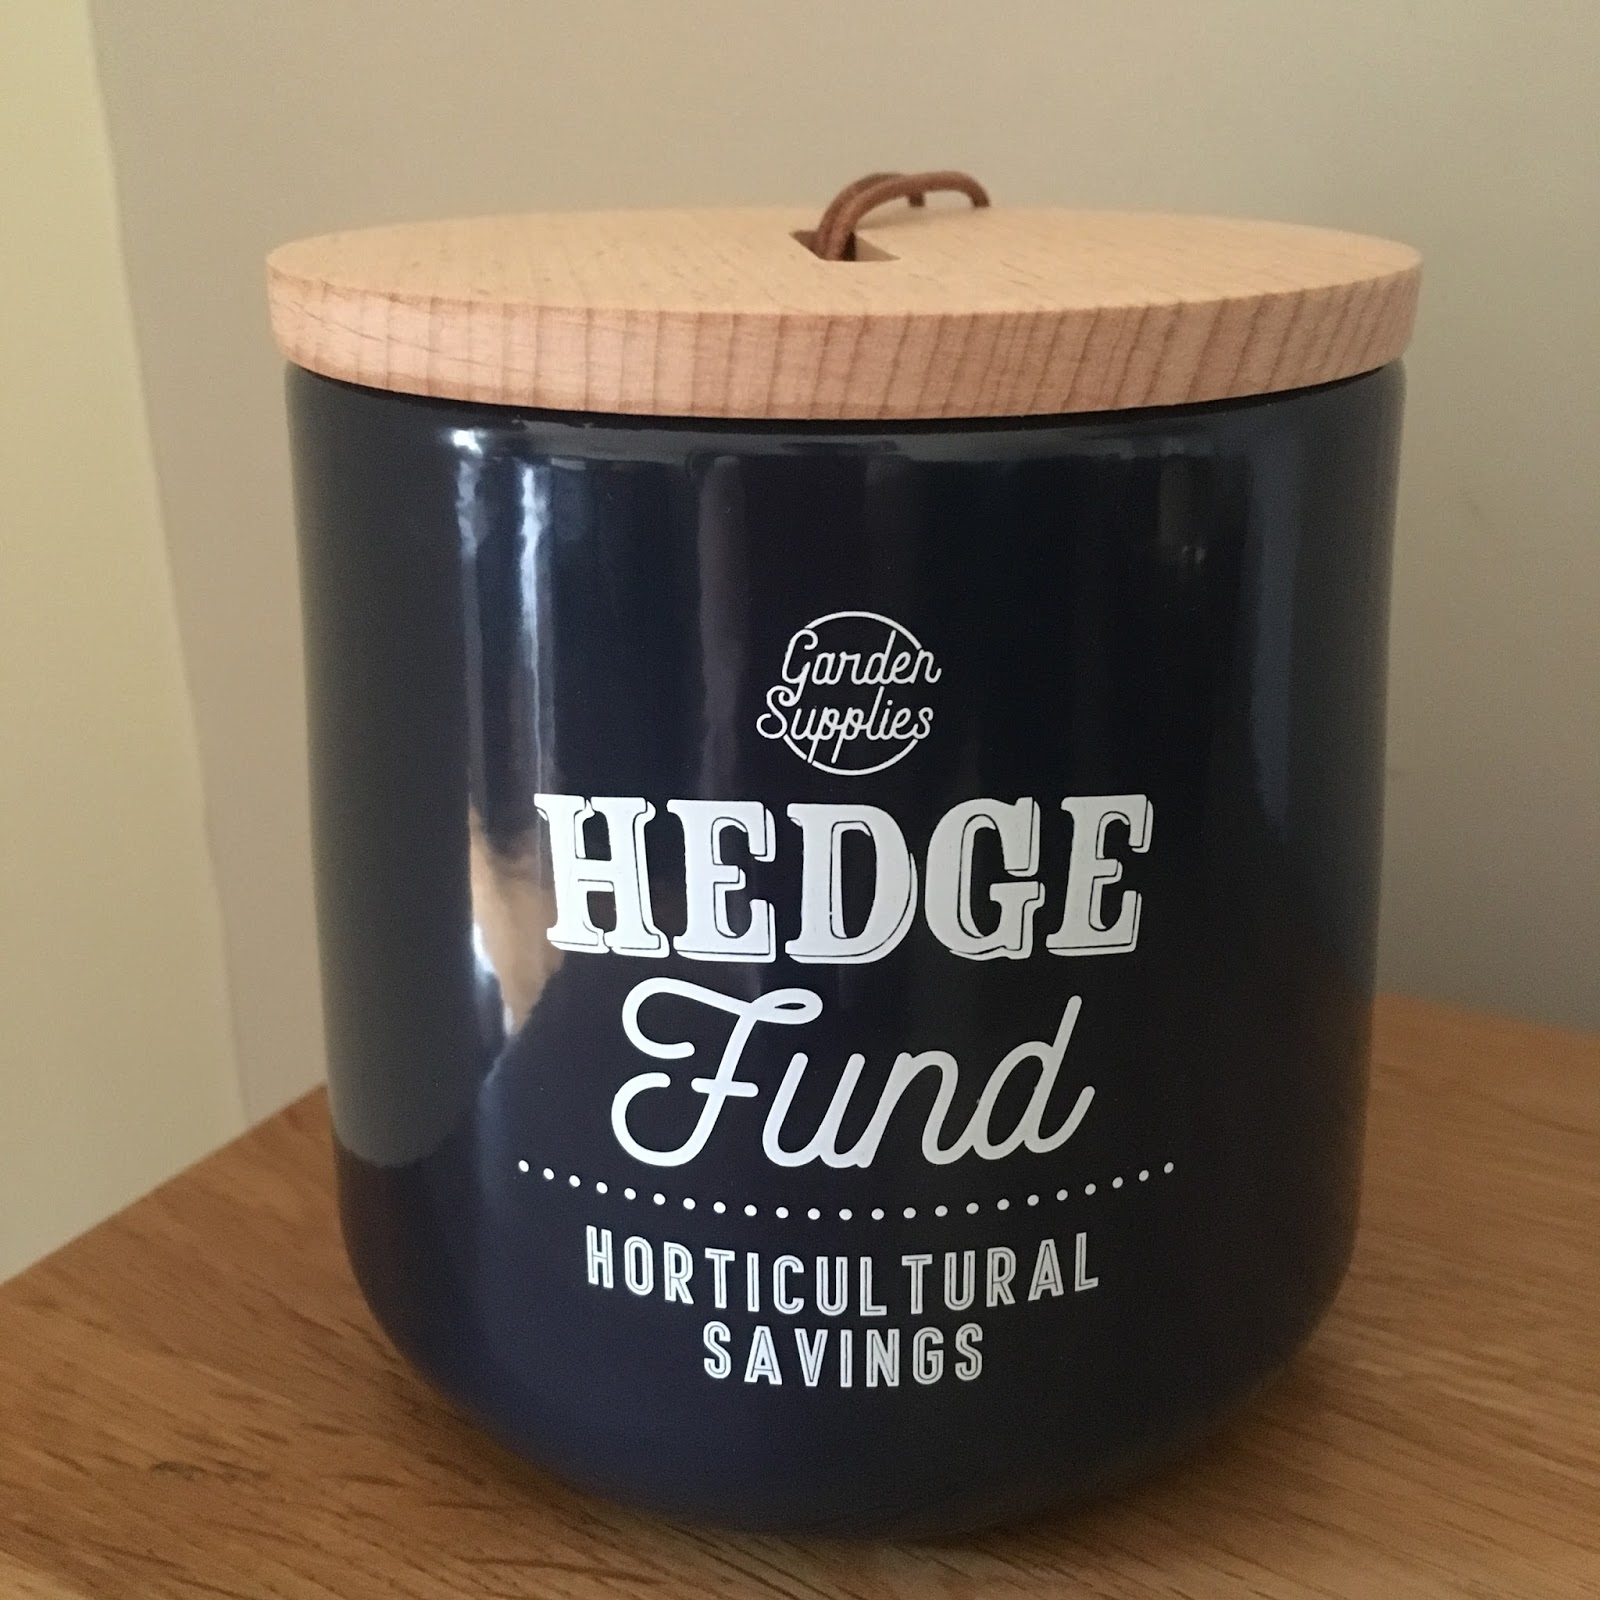 Garden
Supplies
HEDGE
Fund
HORTICULTURAL
SAVINGS